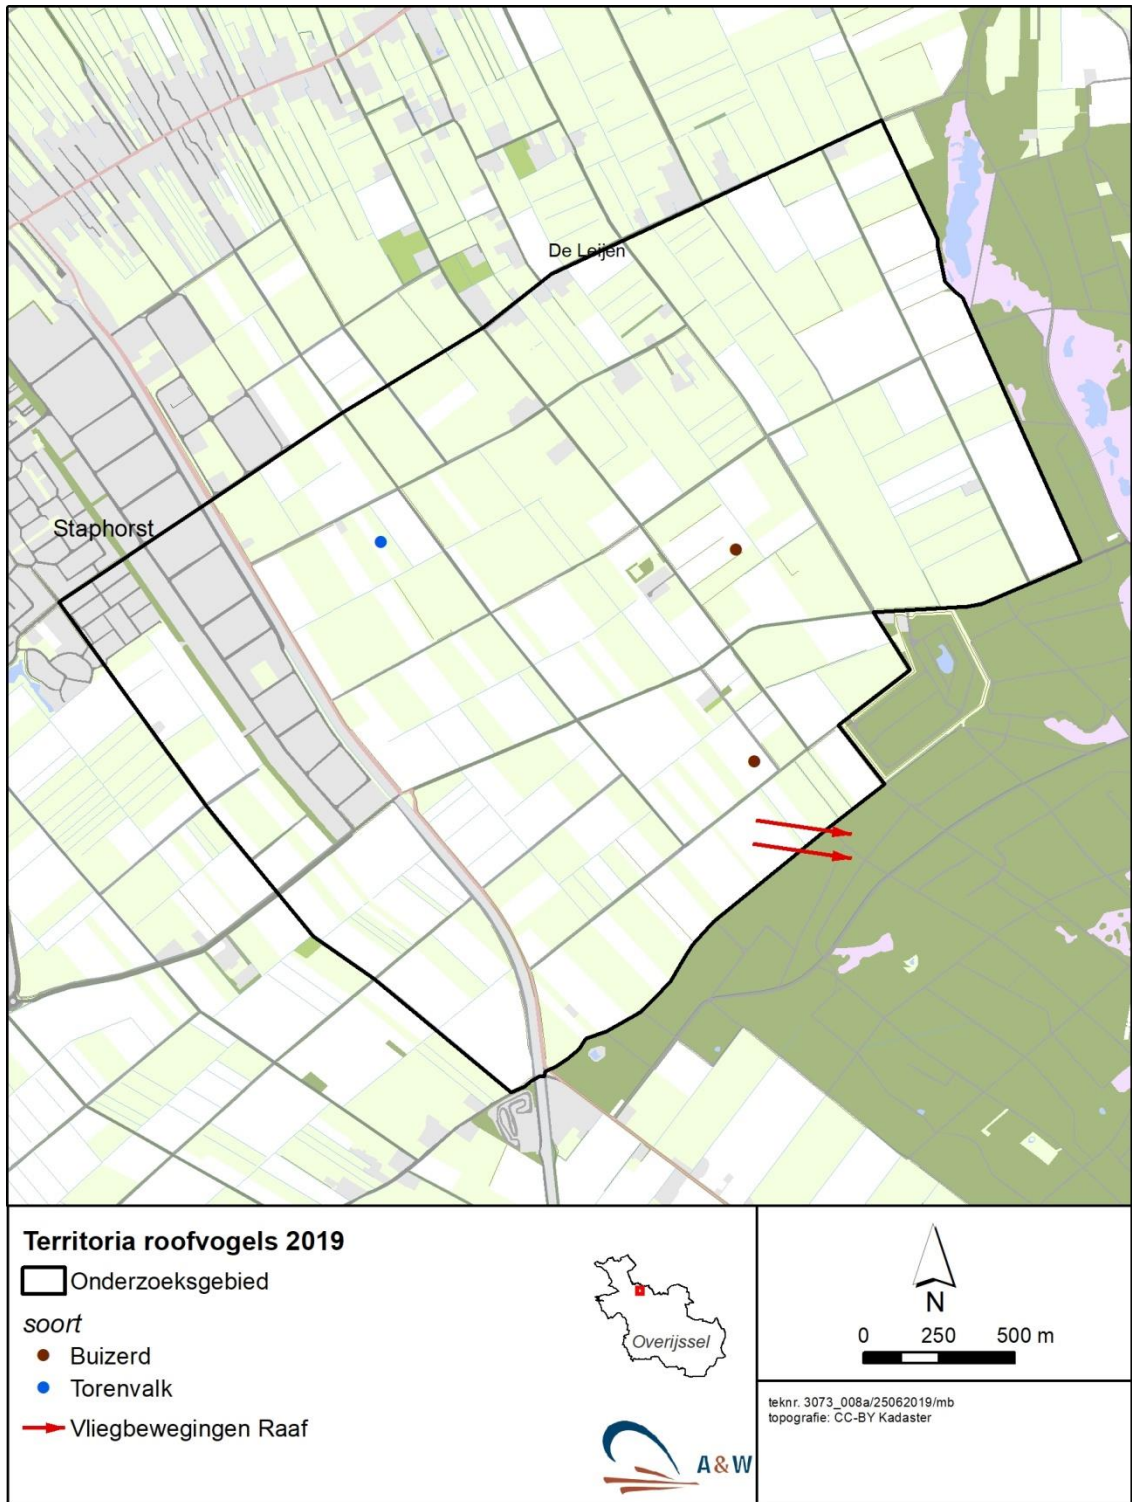 De Leijen
Staphorst
Territoria roofvogels 2019
Onderzoeksgebied
soort
Buizerd
Torenvalk
Vliegbewegingen Raaf
Overijssel
A&W
N
0 250 500 m
teknr. 3073_008a/25062019/mb
topografie: CC-BY Kadaster